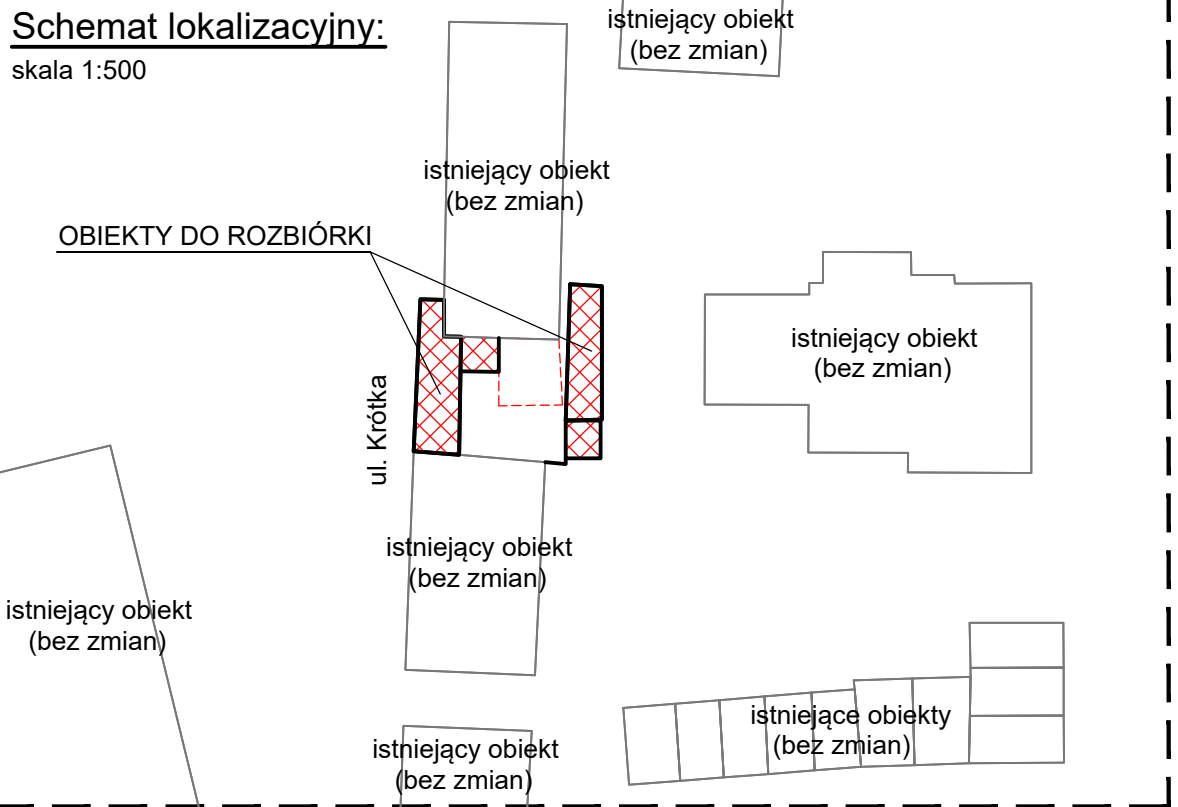 Schemat lokalizacyjny:
skala 1:500
istniejący obiekt
(bez zmian)
istniejący obiekt
(bez zmian)
OBIEKTY DO ROZBIÓRKI
istniejący obiekt
(bez zmian)
ul. Krótka
istniejący obiekt
(bez zmian)
istniejący obiekt
(bez zmian)
istniejące obiekty
(bez zmian)
istniejący obiekt
(bez zmian)